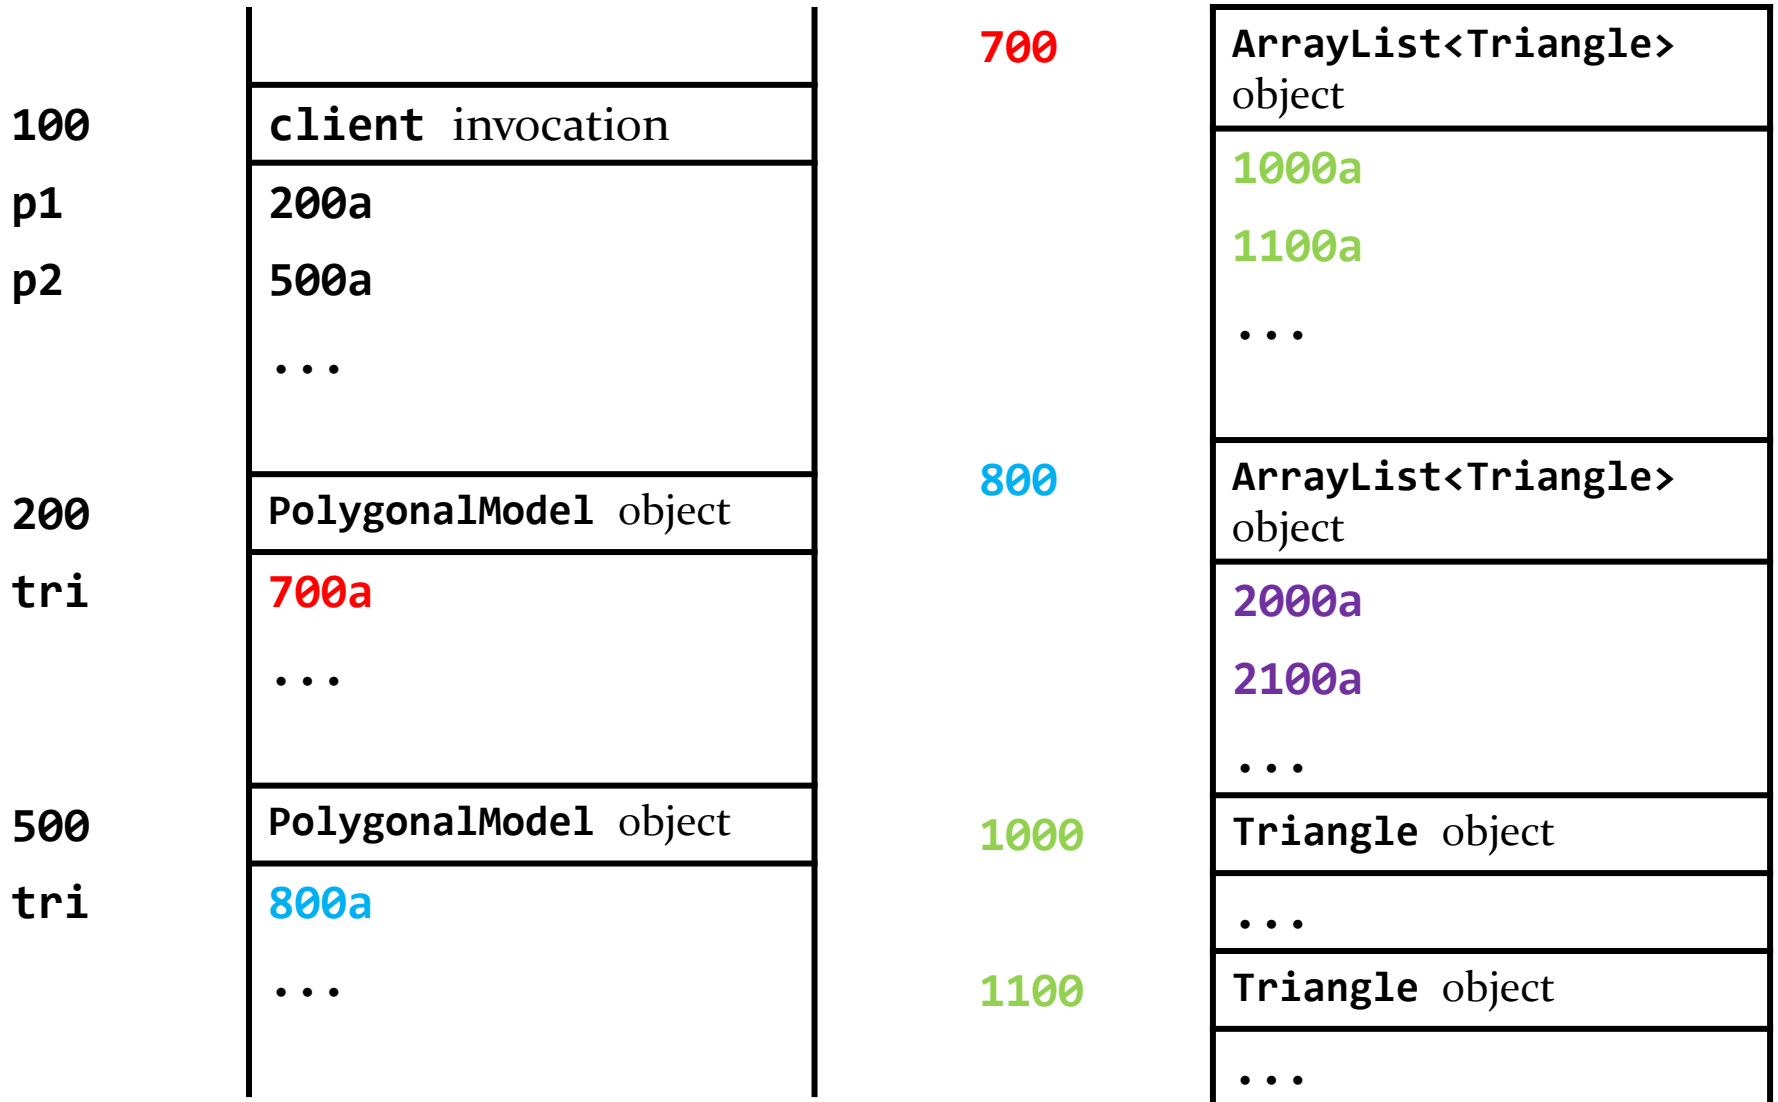 100 client invocation
p1 200a
p2 500a
...
200 PolygonalModel object
tri 700a
...
500 PolygonalModel object
tri 800a
...
700 ArrayList<Triangle>
object
1000a
1100a
...
800 ArrayList<Triangle>
object
2000a
2100a
...
1000 Triangle object
...
1100 Triangle object
...